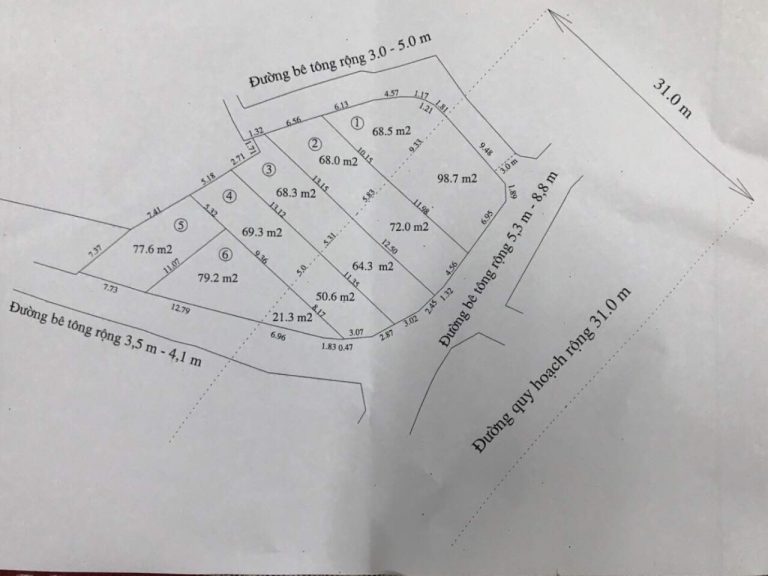 Đường bê tông rộng 3.0 - 5.0 m
31.0 m
4.57
1.17
1.81
1.21
6.13
①
68.5 m2
6.56
1.32
1.71
②
68.0 m2
10.15
9.33
9.48
3.0 m
98.7 m2
1.89
2.71
③
68.3 m2
13.15
5.83
11.98
6.95
5.18
④
69.3 m2
13.12
72.0 m2
7.41
⑤
77.6 m2
5.32
5.31
12.50
4.56
7.37
⑥
79.2 m2
11.07
9.36
5.0
64.3 m2
11.35
1.32
2.45
7.73
12.79
50.6 m2
8.17
3.02
21.3 m2
6.96
3.07
2.87
1.83 0.47
Đường bê tông rộng 5,3 m - 8,8 m
Đường bê tông rộng 3,5 m - 4,1 m
Đường quy hoạch rộng 31.0 m